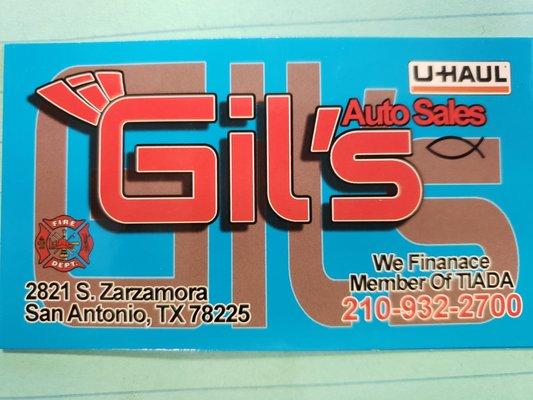 U-HAUL
Gil's
Auto Sales
FIRE
DEPT.
2821 S. Zarzamora
San Antonio, TX 78225
We Finanace
Member Of TIADA
210-932-2700